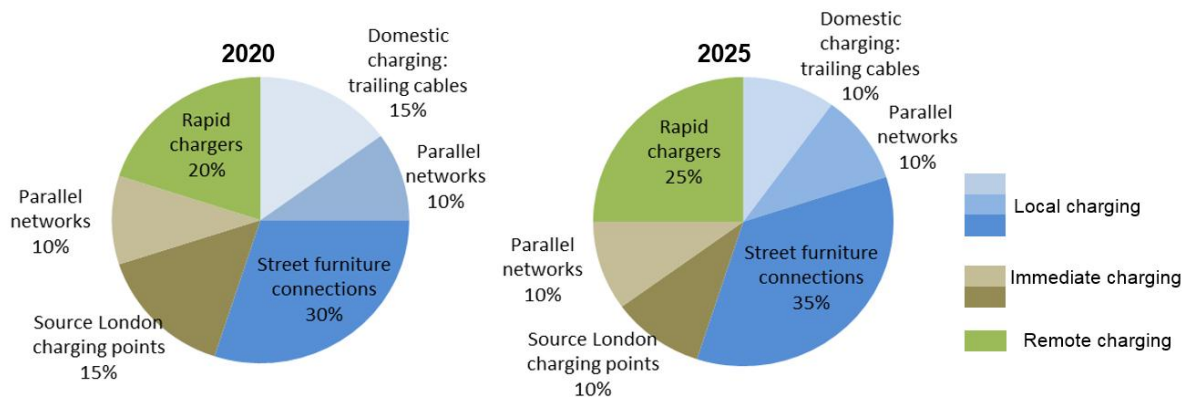 2020
Domestic
charging:
trailing cables
15%
Parallel
networks
10%
Street furniture
connections
30%
Source London
charging points
15%
Parallel
networks
10%
Rapid
chargers
20%
2025
Domestic
charging:
trailing cables
10%
Parallel
networks
10%
Street furniture
connections
35%
Source London
charging points
10%
Parallel
networks
10%
Rapid
chargers
25%
Local charging
Immediate charging
Remote charging